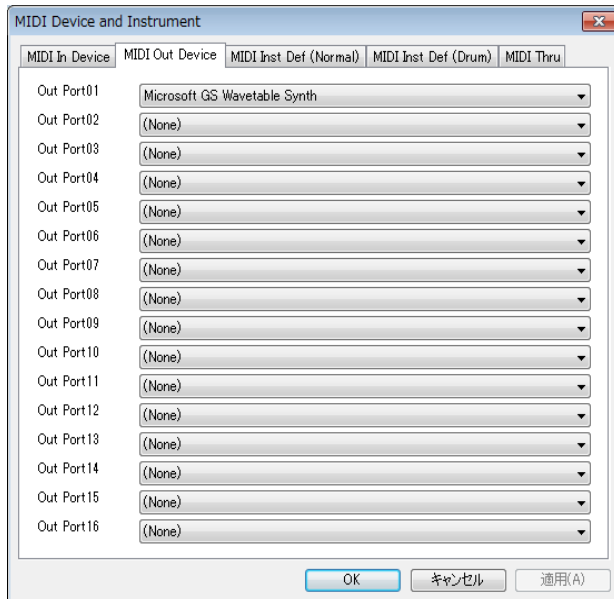 MIDI Device and Instrument
MIDI In Device MIDI Out Device MIDI Inst Def (Normal) MIDI Inst Def (Drum) MIDI Thru
Out Port01 Microsoft GS Wavetable Synth
Out Port02 (None)
Out Port03 (None)
Out Port04 (None)
Out Port05 (None)
Out Port06 (None)
Out Port07 (None)
Out Port08 (None)
Out Port09 (None)
Out Port10 (None)
Out Port11 (None)
Out Port12 (None)
Out Port13 (None)
Out Port14 (None)
Out Port15 (None)
Out Port16 (None)
OK キャンセル 適用(A)